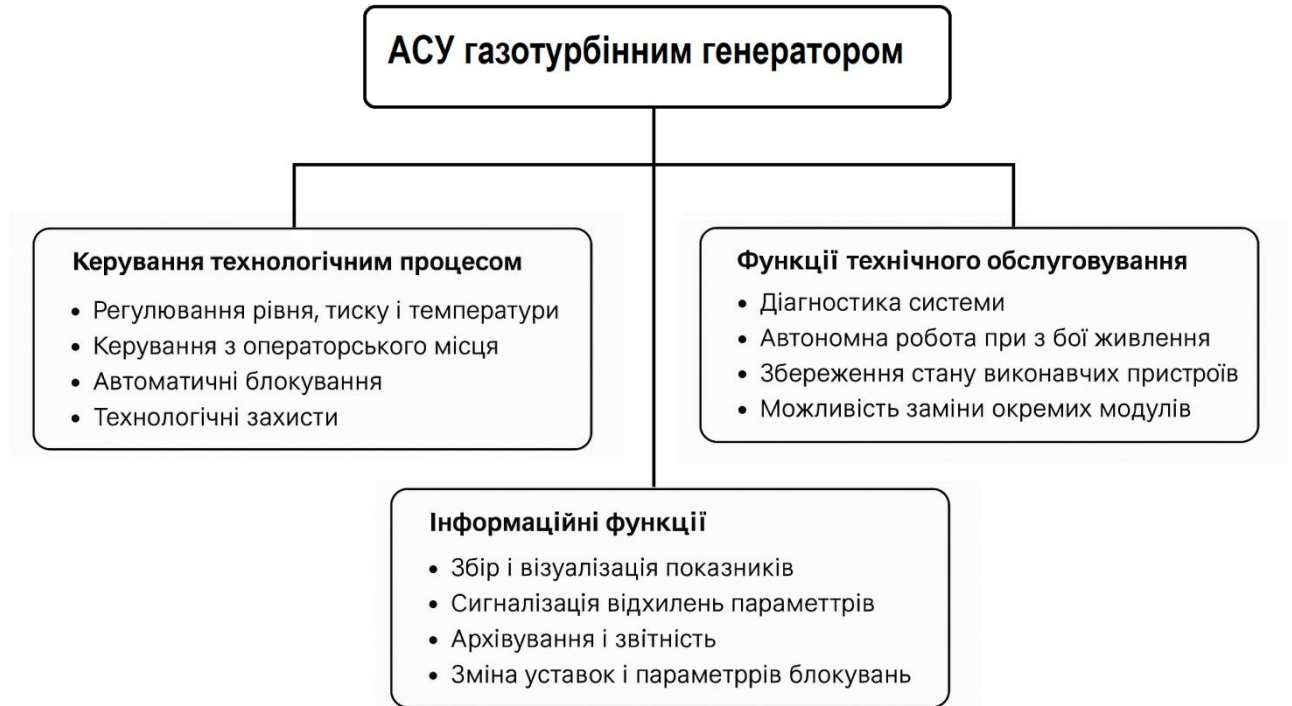 АСУ газотурбінним генератором
Керування технологічним процесом
• Регулювання рівня, тиску і температури
• Керування з операторського місця
• Автоматичні блокування
• Технологічні захисти
Функції технічного обслуговування
• Діагностика системи
• Автономна робота при з бої живлення
• Збереження стану виконавчих пристроїв
• Можливість заміни окремих модулів
Інформаційні функції
• Збір і візуалізація показників
• Сигналізація відхилень параметтрів
• Архівування і звітність
• Зміна уставок і параметррів блокувань